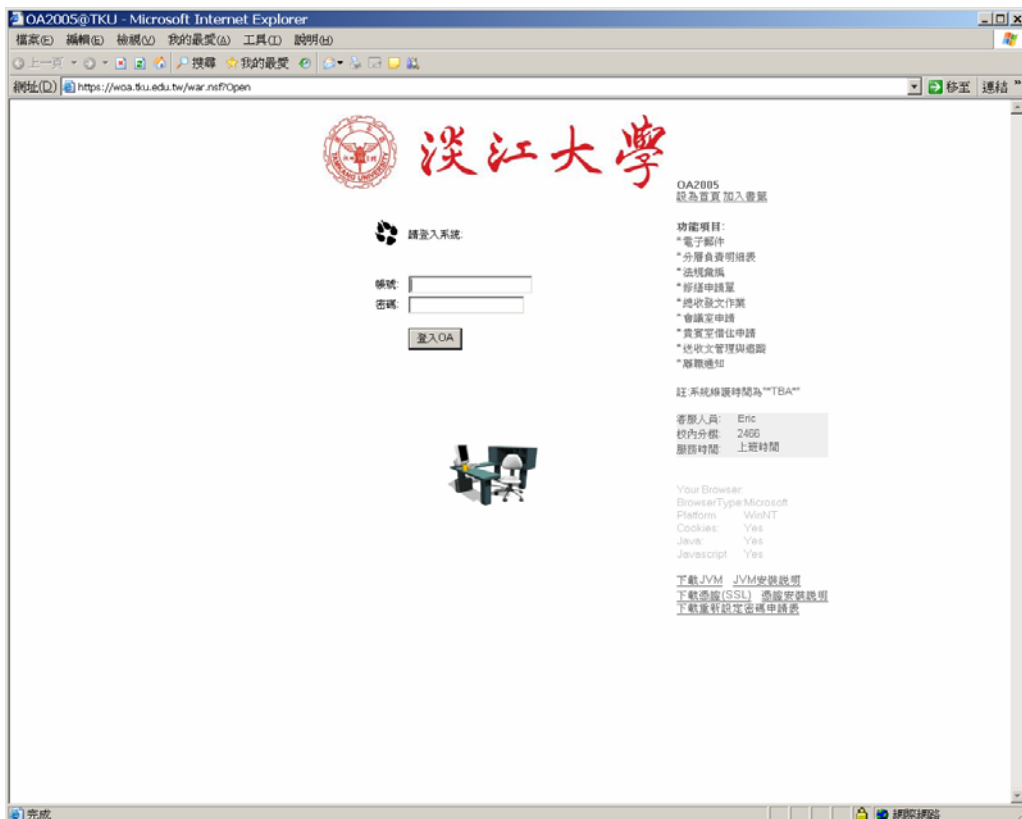 OA2005@TKU - Microsoft Internet Explorer
檔案(E) 編輯(E) 檢視(V) 我的最愛(A) 工具(T) 說明(H)
上一頁 搜尋 我的最愛
網址(D) https://woa.tku.edu.tw/war.nsf?Open 移至 連結 »
淡江大學
TAMKANG UNIVERSITY
OA2005
設為首頁 加入書籤
請登入系統:
帳號:
密碼:
登入OA
功能項目:
*電子郵件
*分層負責明細表
*法規彙編
*修繕申請單
*總收發文作業
*會議室申請
*貴賓室借住申請
*送收文管理與追蹤
*離職通知
註:系統維護時間為**TBA**
客服人員: Eric
校內分機: 2466
服務時間: 上班時間
Your Browser:
BrowserType:Microsoft
Platform WinNT
Cookies: Yes
Java: Yes
Javascript Yes
下載JVM JVM安裝說明
下載憑證(SSL) 憑證安裝說明
下載重新設定密碼申請表
完成 網際網路